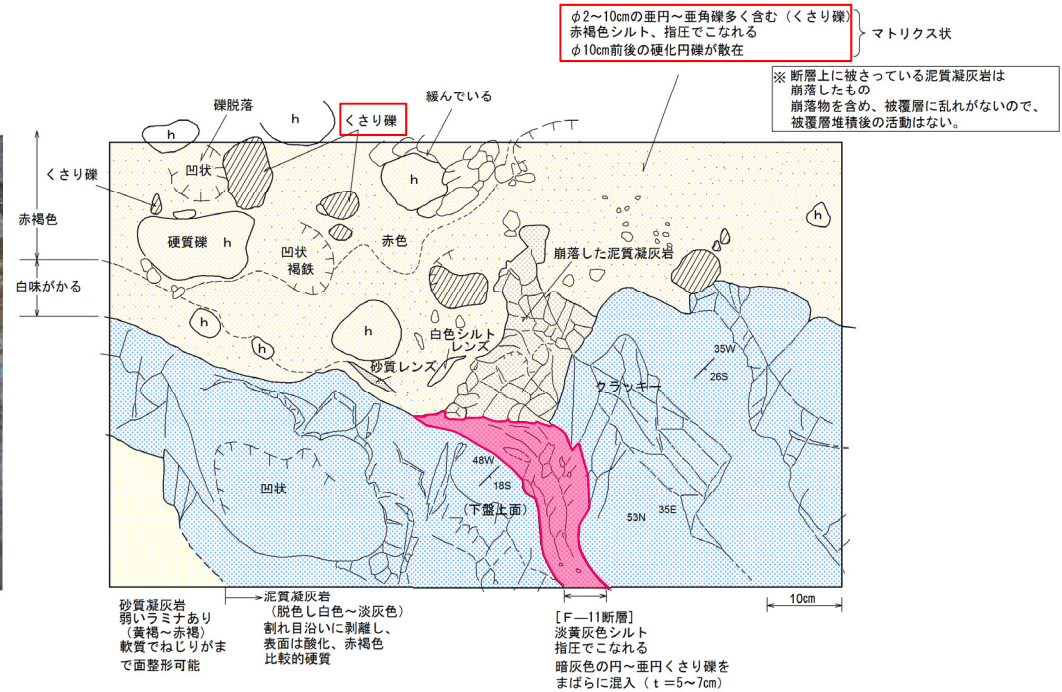 φ2～10cmの亜円～亜角礫多く含む（くさり礫）
赤褐色シルト、指圧でこなれる
φ10cm前後の硬化円礫が散在
マトリクス状
※ 断層上に被さっている泥質凝灰岩は
崩落したもの
崩落物を含め、被覆層に乱れがないので、
被覆層堆積後の活動はない。
礫脱落
h
h
くさり礫
緩んでいる
凹状
h
くさり礫
赤褐色
硬質礫 h
凹状
褐鉄
赤色
崩落した泥質凝灰岩
h
白味がかる
h
h
h
白色シルト
レンズ
砂質レンズ
35W
26S
クラッキー
48W
18S
（下盤上面）
凹状
53N
35E
10cm
砂質凝灰岩
弱いラミナあり
（黄褐～赤褐）
軟質でねじりがま
で面整形可能
泥質凝灰岩
（脱色し白色～淡灰色）
割れ目沿いに剥離し、
表面は酸化、赤褐色
比較的硬質
[Ｆ―11断層]
淡黄灰色シルト
指圧でこなれる
暗灰色の円～亜円くさり礫を
まばらに混入（ｔ＝5～7cm）